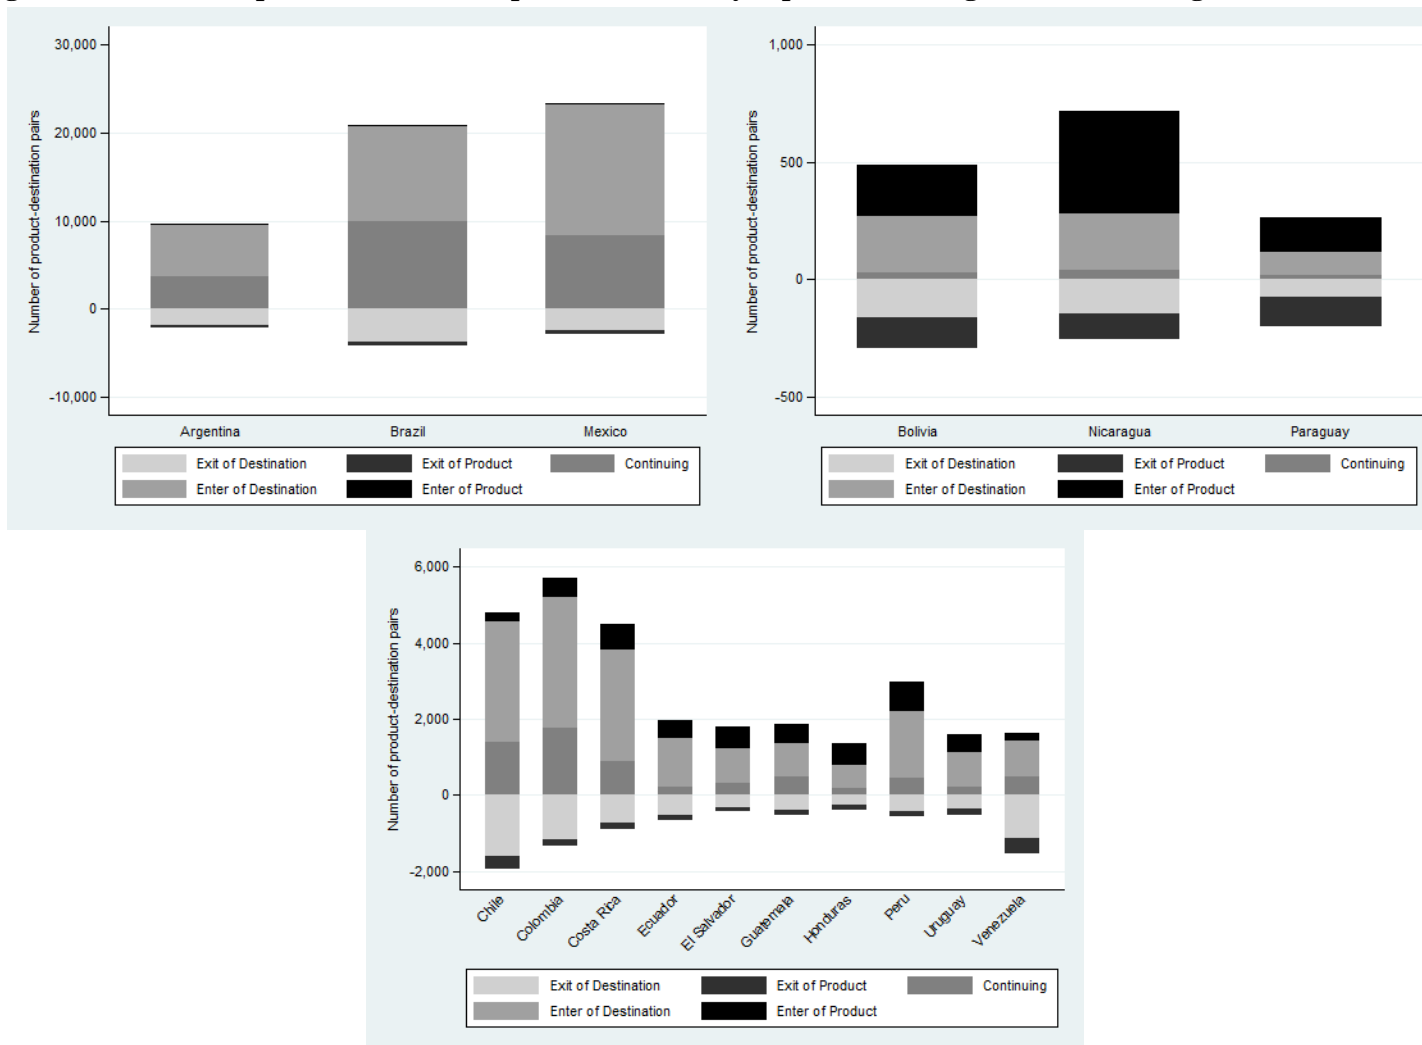 30,000
20,000
10,000
0
-10,000
Number of product-destination pairs
Argentina Brazil Mexico
Exit of Destination Exit of Product Continuing
Enter of Destination Enter of Product
1,000
500
0
-500
Number of product-destination pairs
Bolivia Nicaragua Paraguay
Exit of Destination Exit of Product Continuing
Enter of Destination Enter of Product
6,000
4,000
2,000
0
-2,000
Number of product-destination pairs
Chile Colombia Costa Rica Ecuador El Salvador Guatemala Honduras Peru Uruguay Venezuela
Exit of Destination Exit of Product Continuing
Enter of Destination Enter of Product